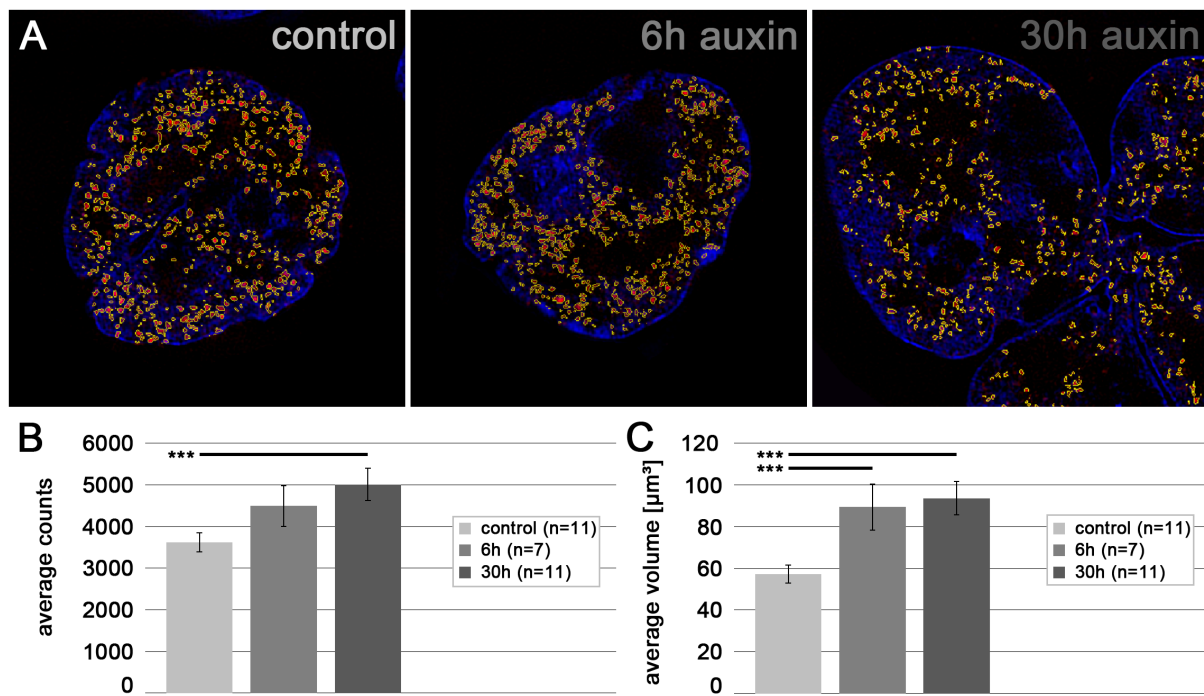 A
control
6h auxin
30h auxin
B
average counts
6000
5000
4000
3000
2000
1000
0
***
control (n=11)
6h (n=7)
30h (n=11)
C
average volume [µm³]
120
100
80
60
40
20
0
***
***
control (n=11)
6h (n=7)
30h (n=11)